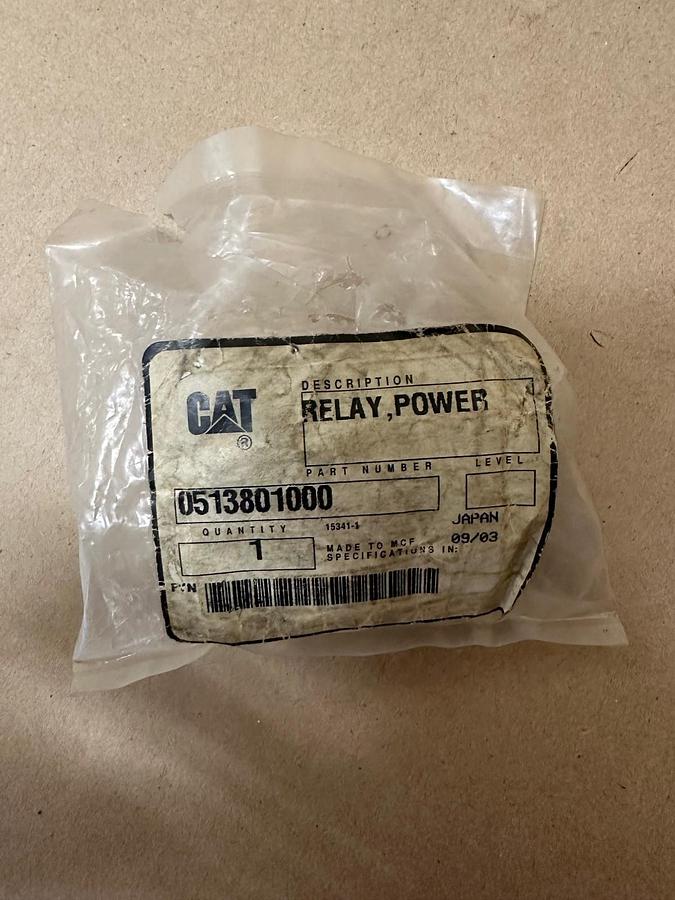 CAT
®
DESCRIPTION
RELAY,POWER
PART NUMBER
LEVEL
0513801000
QUANTITY
15341-1
JAPAN
1
MADE TO MCF
SPECIFICATIONS IN:
09/03
P/N